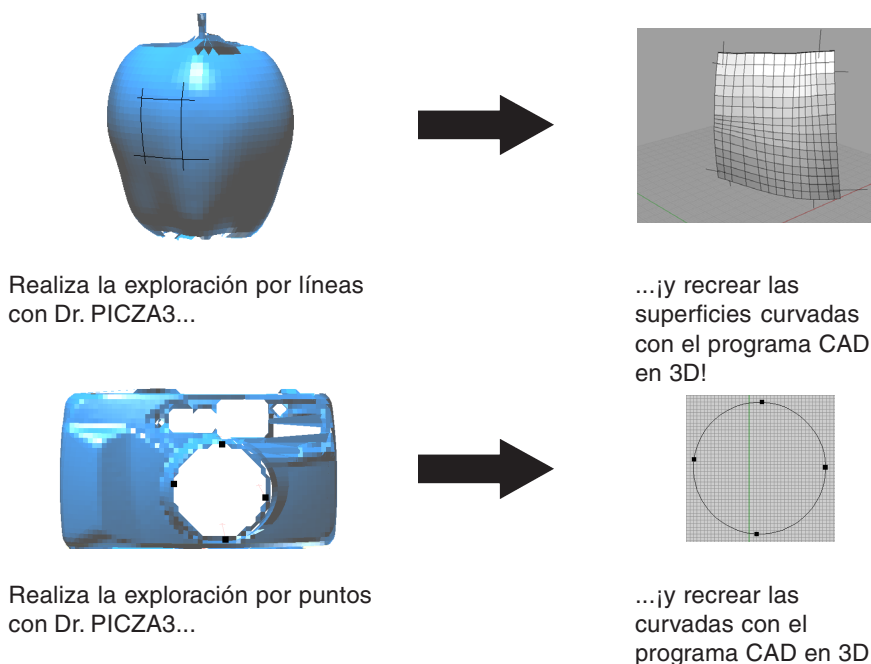 Realiza la exploración por líneas
con Dr. PICZA3...
...¡y recrear las
superficies curvadas
con el programa CAD
en 3D!
Realiza la exploración por puntos
con Dr. PICZA3...
...¡y recrear las
curvadas con el
programa CAD en 3D